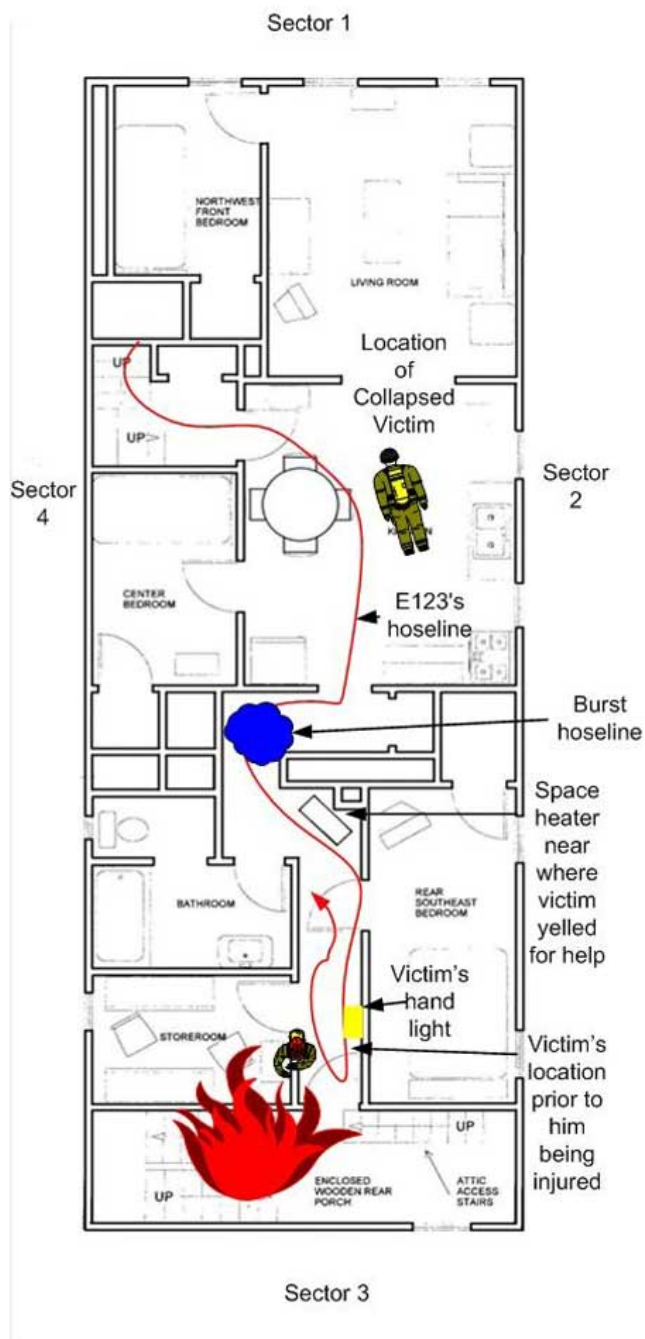 Sector 1
NORTHWEST
FRONT
BEDROOM
LIVING ROOM
Location
of
Collapsed
Victim
UP
UP
Sector
4
Sector
2
CENTER
BEDROOM
E123's
hoseline
Burst
hoseline
Space
heater
near
where
victim
yelled
for help
BATHROOM
REAR
SOUTHEAST
BEDROOM
Victim's
hand
light
STOREROOM
Victim's
location
prior to
him
being
injured
UP
UP
ENCLOSED
WOODEN REAR
PORCH
ATTIC
ACCESS
STAIRS
Sector 3